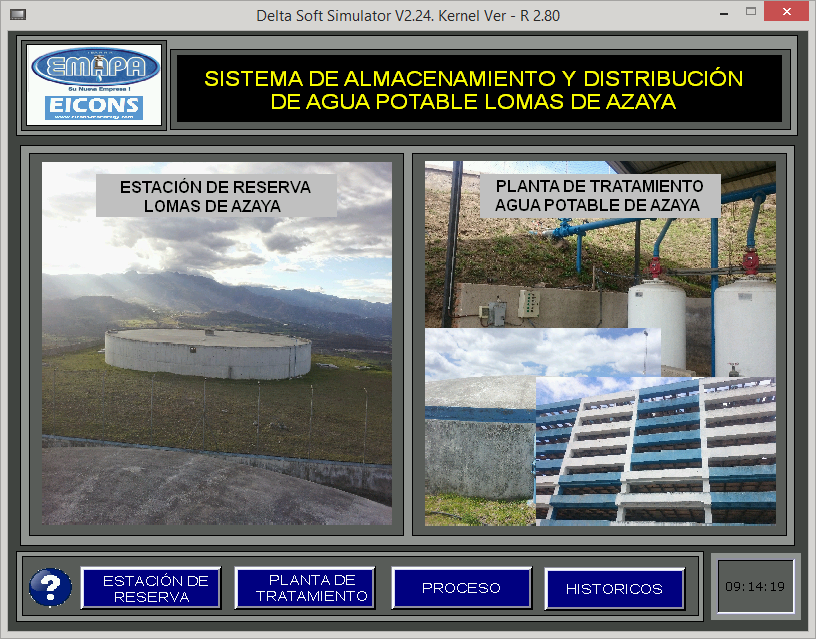 Delta Soft Simulator V2.24. Kernel Ver - R 2.80
EMAPA
Su Nueva Empresa !
EICONS
SISTEMA DE ALMACENAMIENTO Y DISTRIBUCIÓN
DE AGUA POTABLE LOMAS DE AZAYA
ESTACIÓN DE RESERVA
LOMAS DE AZAYA
PLANTA DE TRATAMIENTO
AGUA POTABLE DE AZAYA
?
ESTACIÓN DE
RESERVA
PLANTA DE
TRATAMIENTO
PROCESO
HISTORICOS
09:14:19